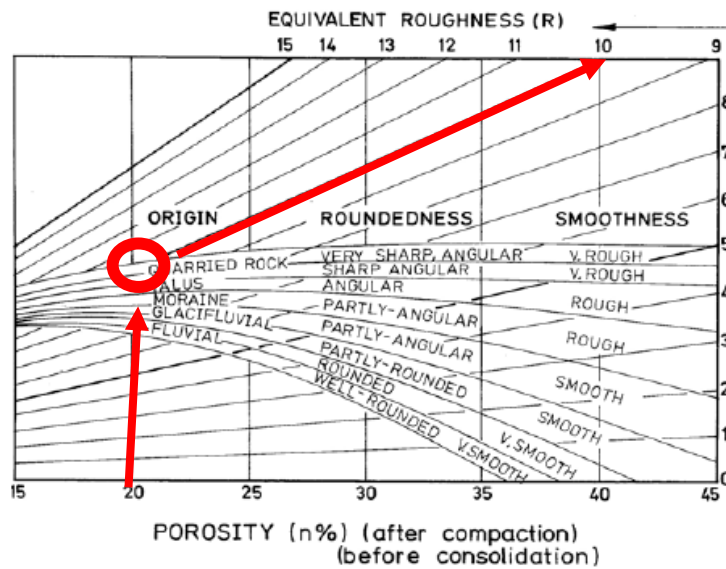 EQUIVALENT ROUGHNESS (R)
15 14 13 12 11 10 9
8
7
6
ORIGIN ROUNDEDNESS SMOOTHNESS
5
QUARRIED ROCK VERY SHARP, ANGULAR V. ROUGH
SHARP ANGULAR V. ROUGH
TALUS ANGULAR
4
MORAINE PARTLY-ANGULAR ROUGH
GLACIFLUVIAL PARTLY-ANGULAR ROUGH
3
FLUVIAL PARTLY-ROUNDED SMOOTH
2
ROUNDED SMOOTH
WELL-ROUNDED V. SMOOTH
1
V. SMOOTH
0
15 20 25 30 35 40 45
POROSITY (n%) (after compaction)
(before consolidation)